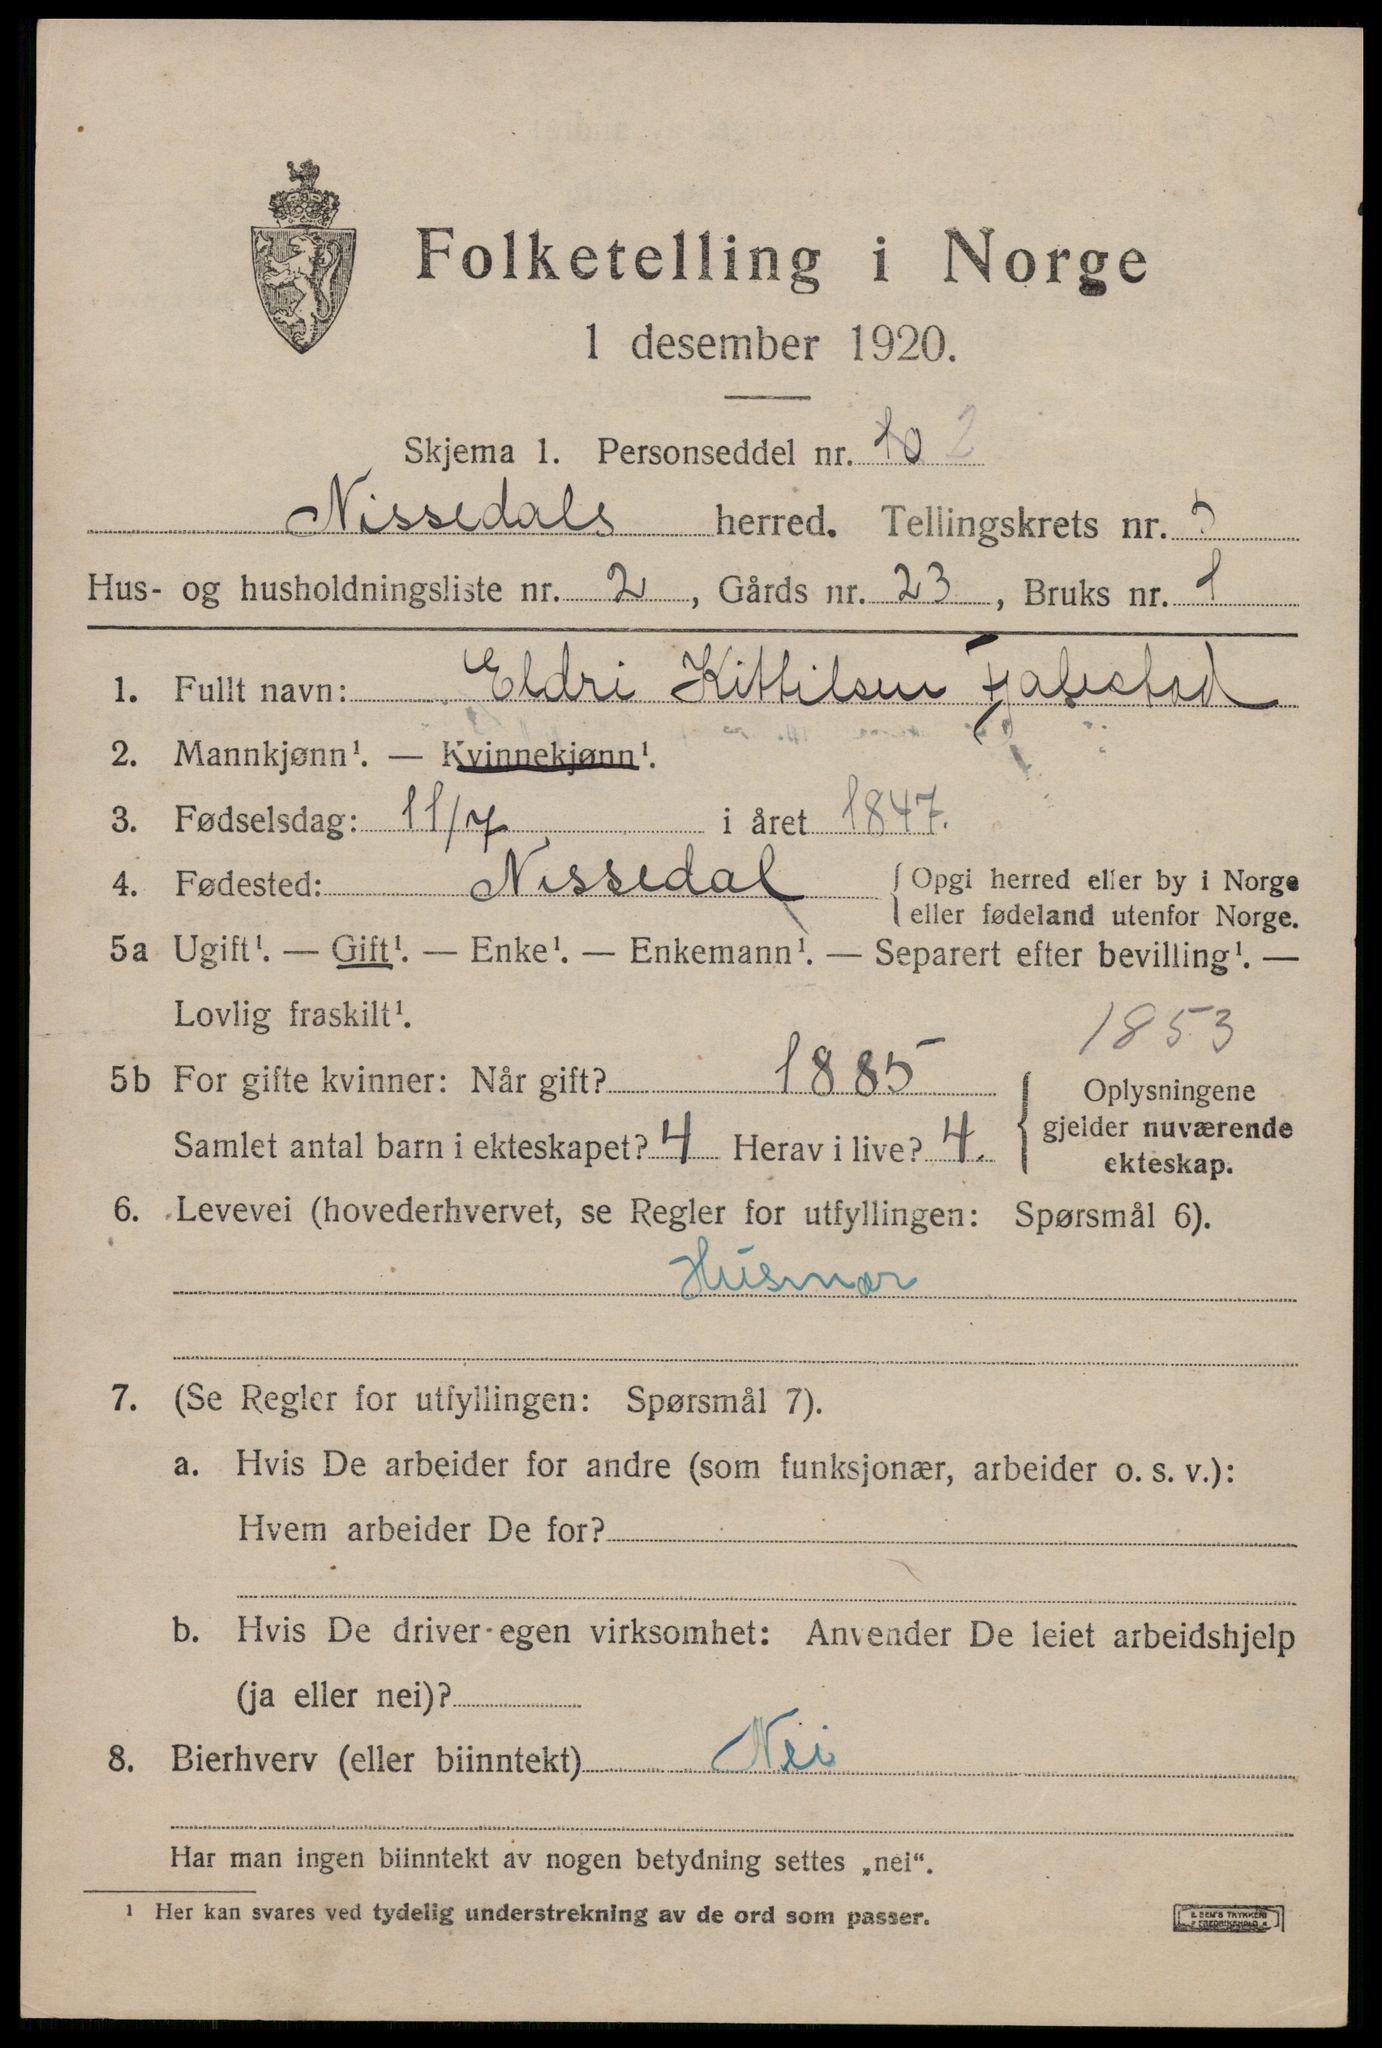 Folketelling i Norge
1 desember 1920.
Skjema 1. Personseddel nr. 10 2
Nissedals herred. Tellingskrets nr. 5
Hus- og husholdningsliste nr. 2, Gårds nr. 23, Bruks nr. 1
1. Fullt navn: Eldri Kittilsen Fjalestad
2. Mannkjønn¹. — Kvinnekjønn¹.
3. Fødselsdag: 11/7 i året 1847.
4. Fødested: Nissedal { Opgi herred eller by i Norge
eller fødeland utenfor Norge.
5a Ugift¹. — Gift¹. — Enke¹. — Enkemann¹. — Separert efter bevilling¹. —
Lovlig fraskilt¹.
1853
5b For gifte kvinner: Når gift? 1885
Samlet antal barn i ekteskapet? 4 Herav i live? 4.
{ Oplysningene
gjelder nuværende
ekteskap.
6. Levevei (hovederhvervet, se Regler for utfyllingen: Spørsmål 6).
Husmor
7. (Se Regler for utfyllingen: Spørsmål 7).
a. Hvis De arbeider for andre (som funksjonær, arbeider o. s. v.):
Hvem arbeider De for?
b. Hvis De driver egen virksomhet: Anvender De leiet arbeidshjelp
(ja eller nei)?
8. Bierhverv (eller biinntekt) Nei
Har man ingen biinntekt av nogen betydning settes „nei“.
¹ Her kan svares ved tydelig understrekning av de ord som passer.
E. SEM'S TRYKKERI
FREDRIKSHALD